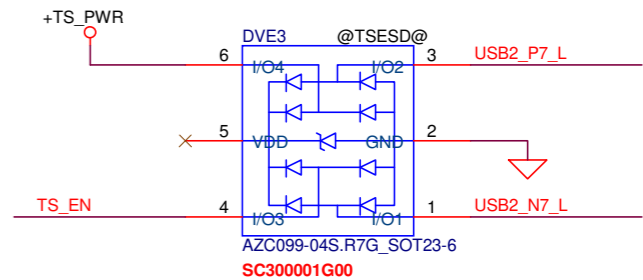 +TS_PWR
DVE3 @TSESD@
6 I/O4 I/O2 3 USB2_P7_L
5 VDD GND 2
TS_EN 4 I/O3 I/O1 1 USB2_N7_L
AZC099-04S.R7G_SOT23-6
SC300001G00